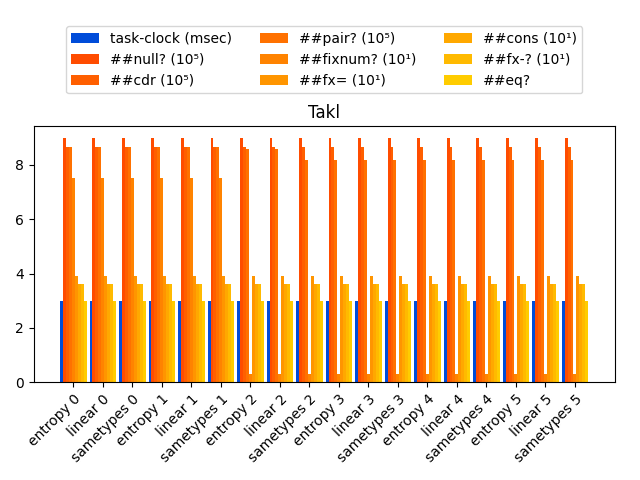 task-clock (msec) ##pair? (10⁵) ##cons (10¹)
##null? (10⁵) ##fixnum? (10¹) ##fx-? (10¹)
##cdr (10⁵) ##fx= (10¹) ##eq?
Takl
8
6
4
2
0
entropy 0
linear 0
sametypes 0
entropy 1
linear 1
sametypes 1
entropy 2
linear 2
sametypes 2
entropy 3
linear 3
sametypes 3
entropy 4
linear 4
sametypes 4
entropy 5
linear 5
sametypes 5